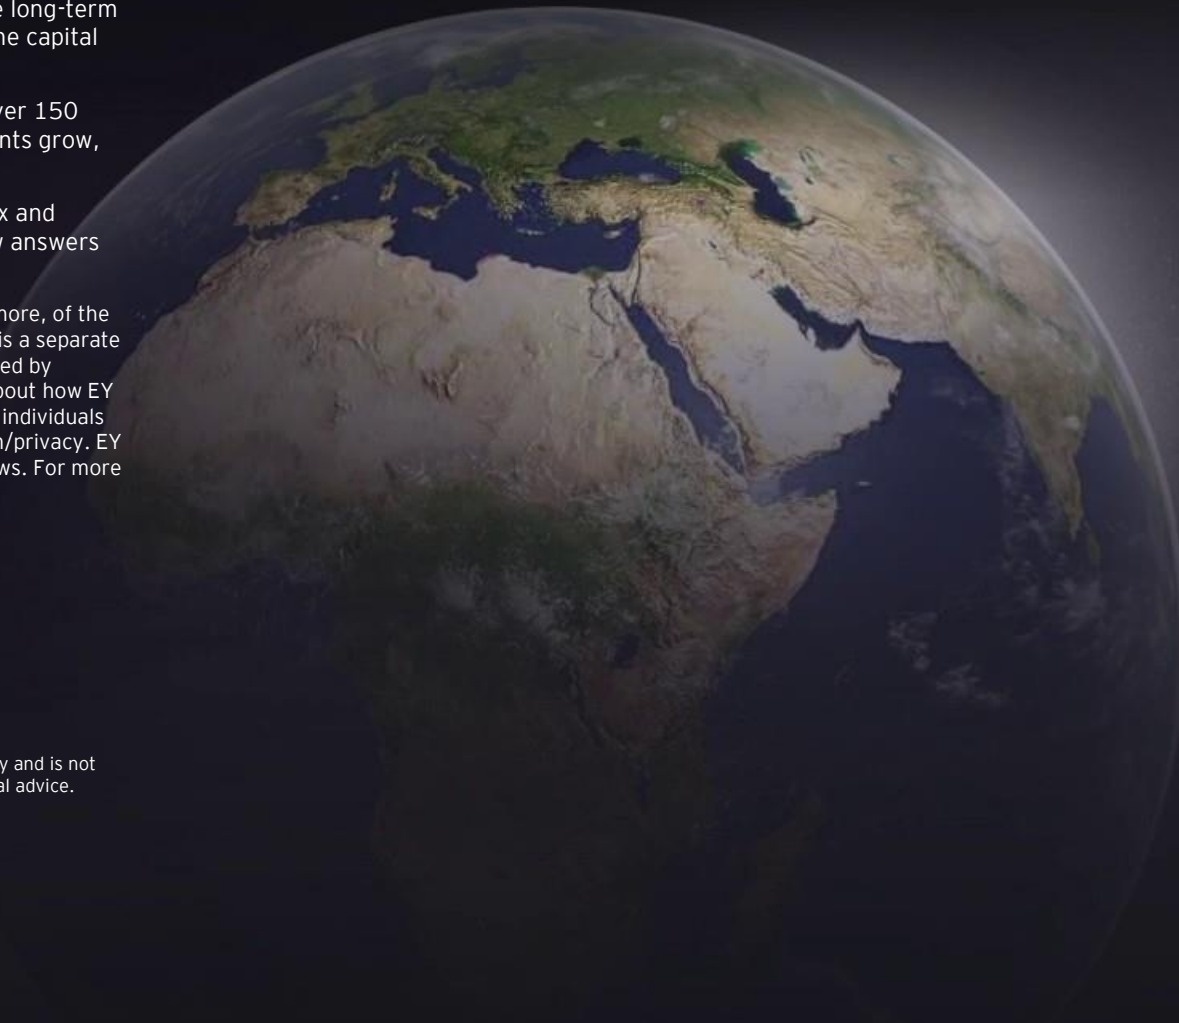 long-term
he capital
ver 150
nts grow,
x and
answers
more, of the
is a separate
ed by
bout how EY
individuals
n/privacy. EY
ws. For more
y and is not
al advice.